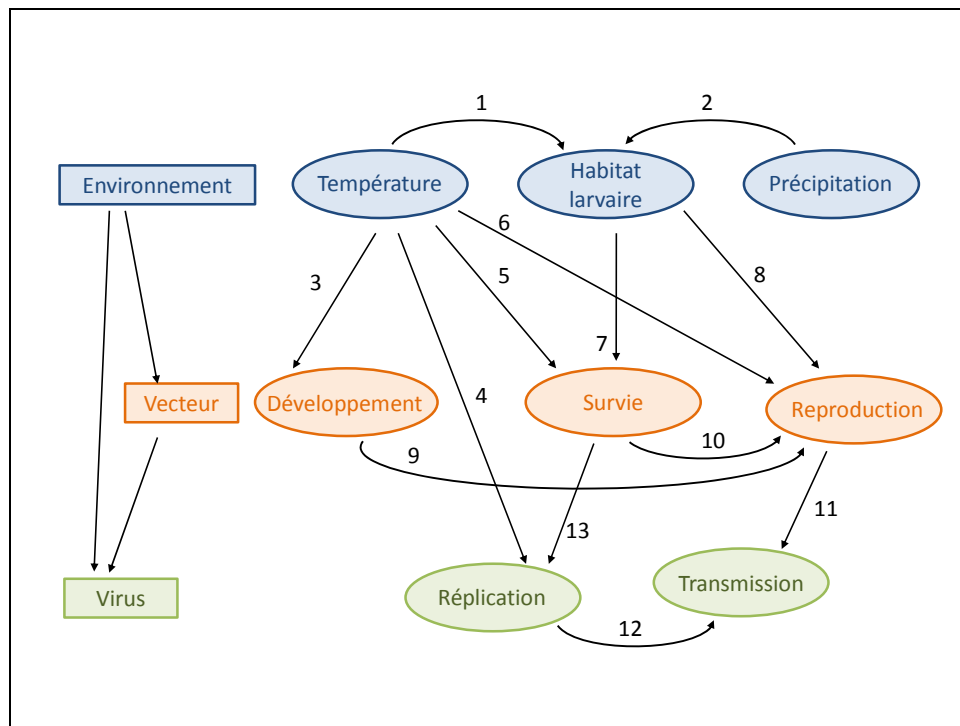 1
2
Environnement
Température
Habitat
larvaire
Précipitation
6
3
5
8
7
Vecteur
Développement
4
Survie
Reproduction
9
10
11
13
Virus
Réplication
Transmission
12